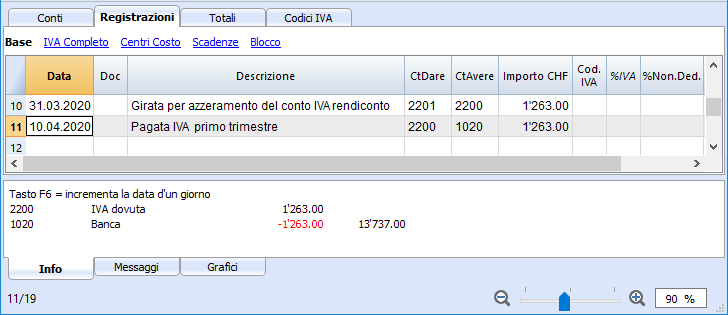 Conti Registrazioni Totali Codici IVA
Base IVA Completo Centri Costo Scadenze Blocco
Data Doc Descrizione CtDare CtAvere Importo CHF Cod. IVA %IVA %Non.Ded.
10 31.03.2020 Girata per azzeramento del conto IVA rendiconto 2201 2200 1'263.00
11 10.04.2020 Pagata IVA primo trimestre 2200 1020 1'263.00
12
Tasto F6 = incrementa la data d'un giorno
2200 IVA dovuta 1'263.00
1020 Banca -1'263.00 13'737.00
Info Messaggi Grafici
11/19 90 %